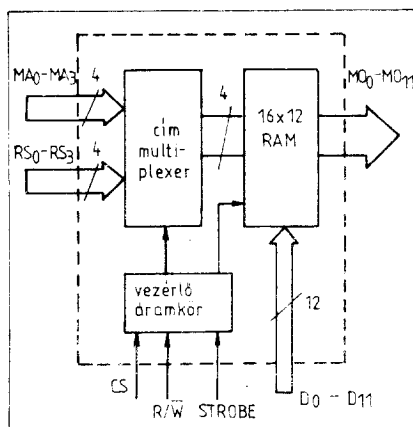 MA0-MA3
4
RS0-RS3
4
cím
multi-
plexer
4
16x12
RAM
MO0-MO11
vezérlő
áramkör
12
CS
R/W̅
STROBE
D0 - D11